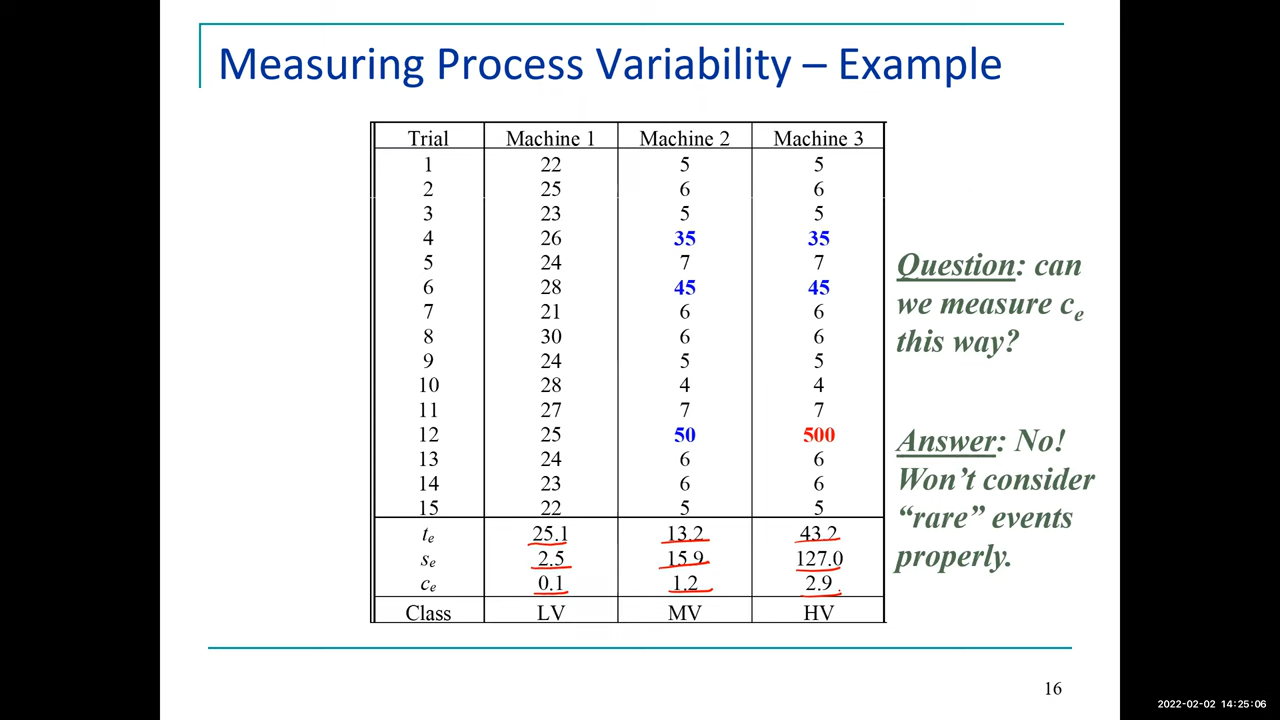 Measuring Process Variability – Example
Trial Machine 1 Machine 2 Machine 3
1 22 5 5
2 25 6 6
3 23 5 5
4 26 35 35
5 24 7 7
6 28 45 45
7 21 6 6
8 30 6 6
9 24 5 5
10 28 4 4
11 27 7 7
12 25 50 500
13 24 6 6
14 23 6 6
15 22 5 5
te 25.1 13.2 43.2
se 2.5 15.9 127.0
ce 0.1 1.2 2.9
Class LV MV HV
Question: can
we measure ce
this way?
Answer: No!
Won't consider
"rare" events
properly.
16
2022-02-02 14:25:06